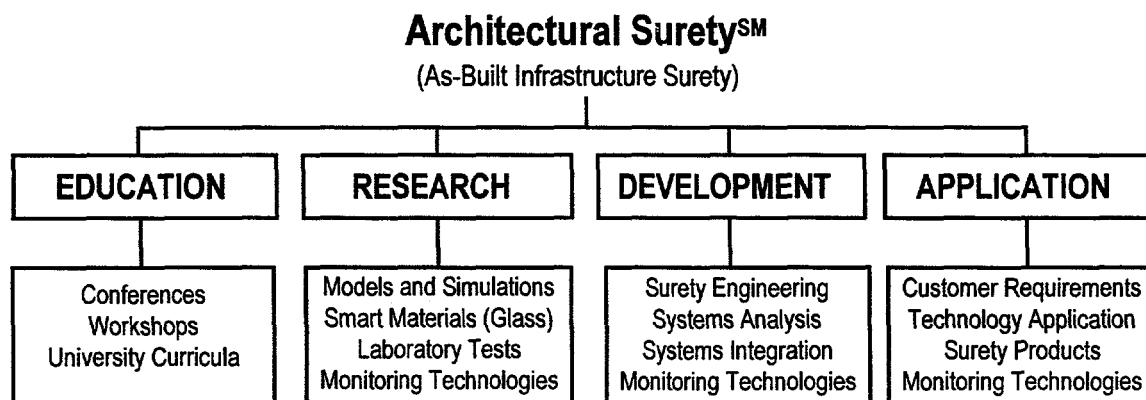 Architectural Surety℠
(As-Built Infrastructure Surety)
EDUCATION
RESEARCH
DEVELOPMENT
APPLICATION
Conferences
Workshops
University Curricula
Models and Simulations
Smart Materials (Glass)
Laboratory Tests
Monitoring Technologies
Surety Engineering
Systems Analysis
Systems Integration
Monitoring Technologies
Customer Requirements
Technology Application
Surety Products
Monitoring Technologies